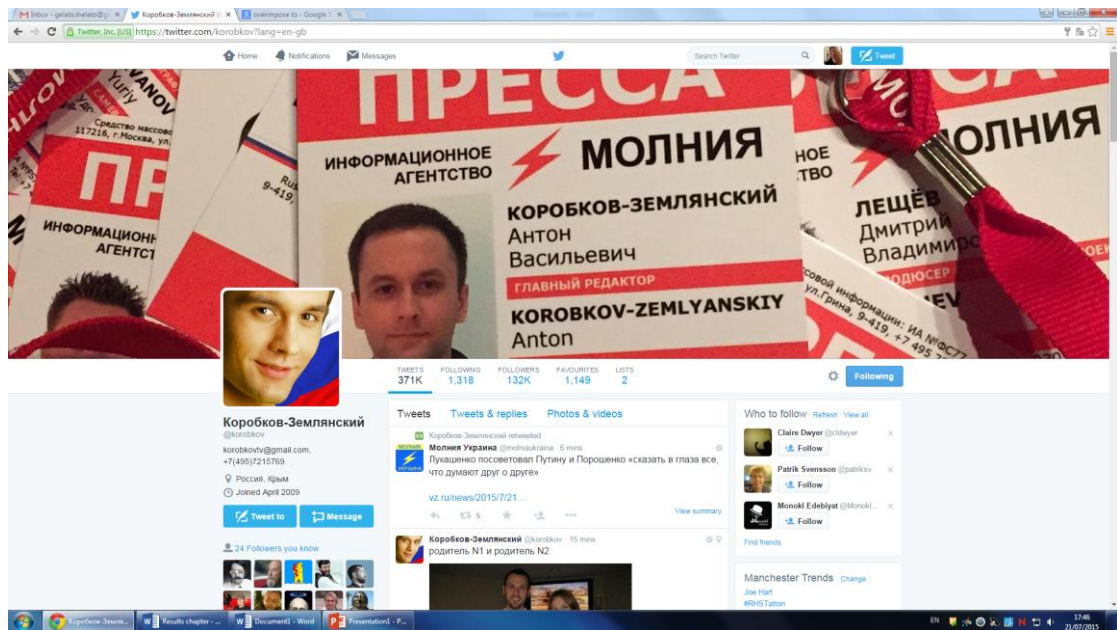 Inbox - gelato.melato@g
Коробков-Землянский
overimpose to - Google
Twitter, Inc. [US] https://twitter.com/korobkov?lang=en-gb
Home Notifications Messages
Search Twitter
Tweet
Yuriy
ПРЕССА
ИНФОРМАЦИОННОЕ
АГЕНТСТВО
МОЛНИЯ
КОРОБКОВ-ЗЕМЛЯНСКИЙ
Антон
Васильевич
ГЛАВНЫЙ РЕДАКТОР
KOROBKOV-ZEMLYANSKIY
Anton
ЛЕЩЁВ
Дмитрий
TWEETS FOLLOWING FOLLOWERS FAVOURITES LISTS
371K 1,318 132K 1,149 2
Following
Коробков-Землянский
@korobkov
korobkovtv@gmail.com,
+7(495)7215769.
Россия, Крым
Joined April 2009
Tweet to Message
24 Followers you know
Tweets Tweets & replies Photos & videos
Коробков-Землянский retweeted
МОЛНИЯ
УКРАИНА
Молния Украина @molniaukraina · 6 mins
Лукашенко посоветовал Путину и Порошенко «сказать в глаза все,
что думают друг о друге»
vz.ru/news/2015/7/21...
5
View summary
Коробков-Землянский @korobkov · 15 mins
родитель N1 и родитель N2
Who to follow · Refresh · View all
Claire Dwyer @cldwyer
Follow
Patrik Svensson @patriksv
Follow
Monokl Edebiyat @Monokl...
Follow
Find friends
Manchester Trends Change
Joe Hart
#RHSTatton
Коробков-Земля...
Results chapter - ...
Document1 - Word
Presentation1 - P...
EN
17:46
21/07/2015